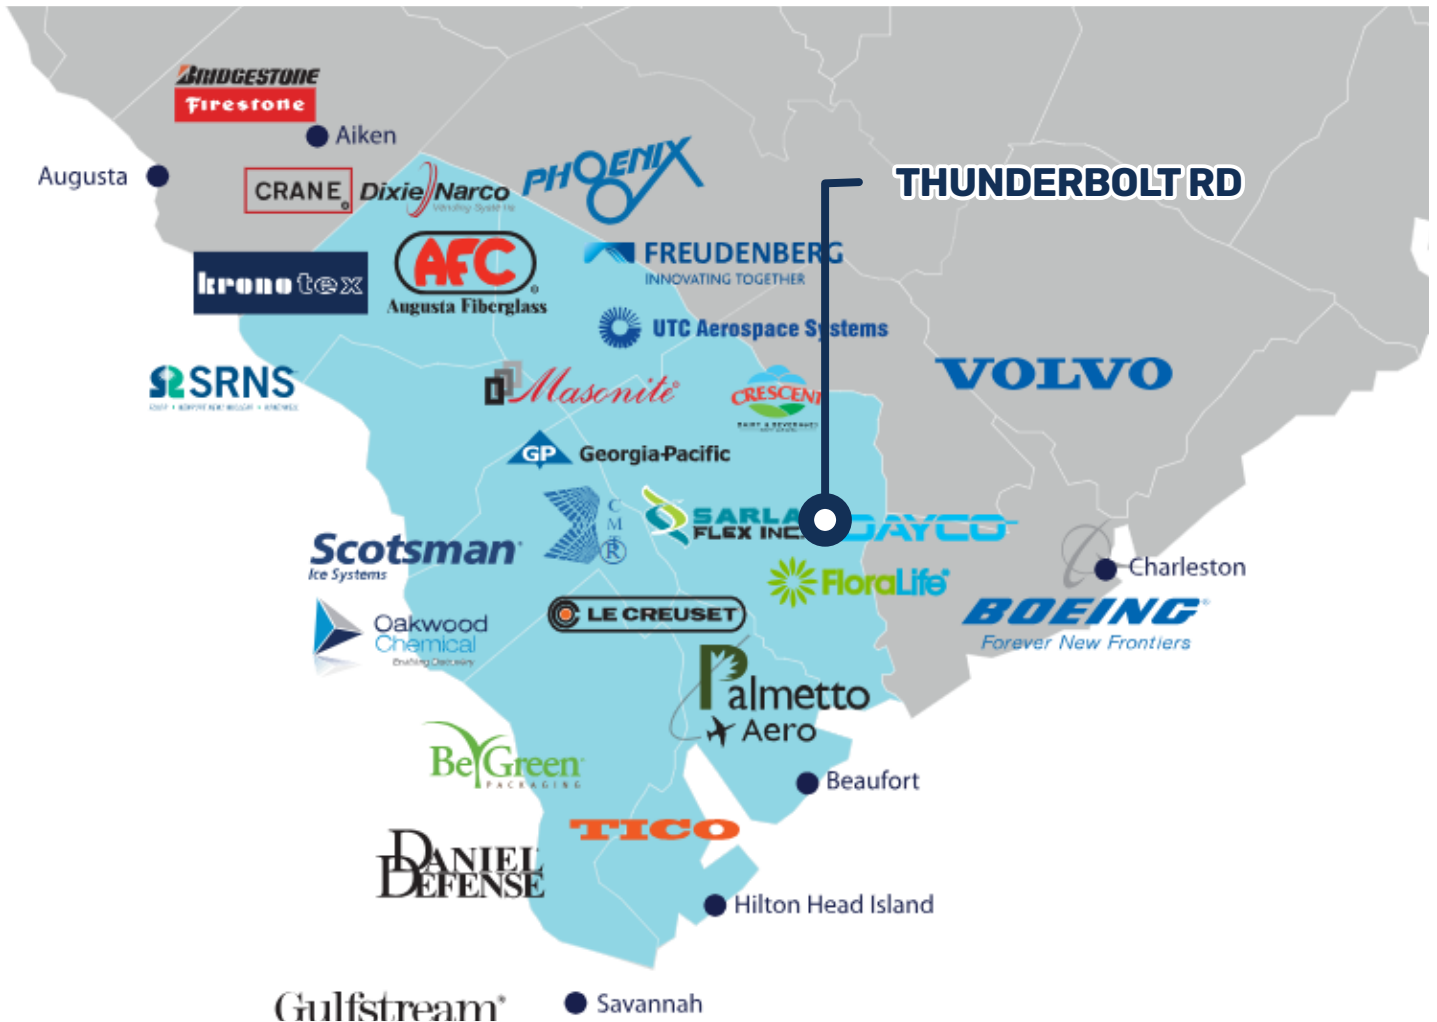 BRIDGESTONE
Firestone
Aiken
Augusta
CRANE
Dixie Narco
PHOENIX
THUNDERBOLT RD
kronotex
AFC
Augusta Fiberglass
FREUDENBERG
INNOVATING TOGETHER
UTC Aerospace Systems
SRNS
Masonite
CRESCENT
VOLVO
GP Georgia-Pacific
CMTR
SARLA
FLEX INC.
DAYCO
Scotsman
Ice Systems
FloraLife
Charleston
LE CREUSET
BOEING
Forever New Frontiers
Oakwood
Chemical
Palmetto
Aero
BeGreen
PACKAGING
Beaufort
TICO
DANIEL
DEFENSE
Hilton Head Island
Gulfstream
Savannah